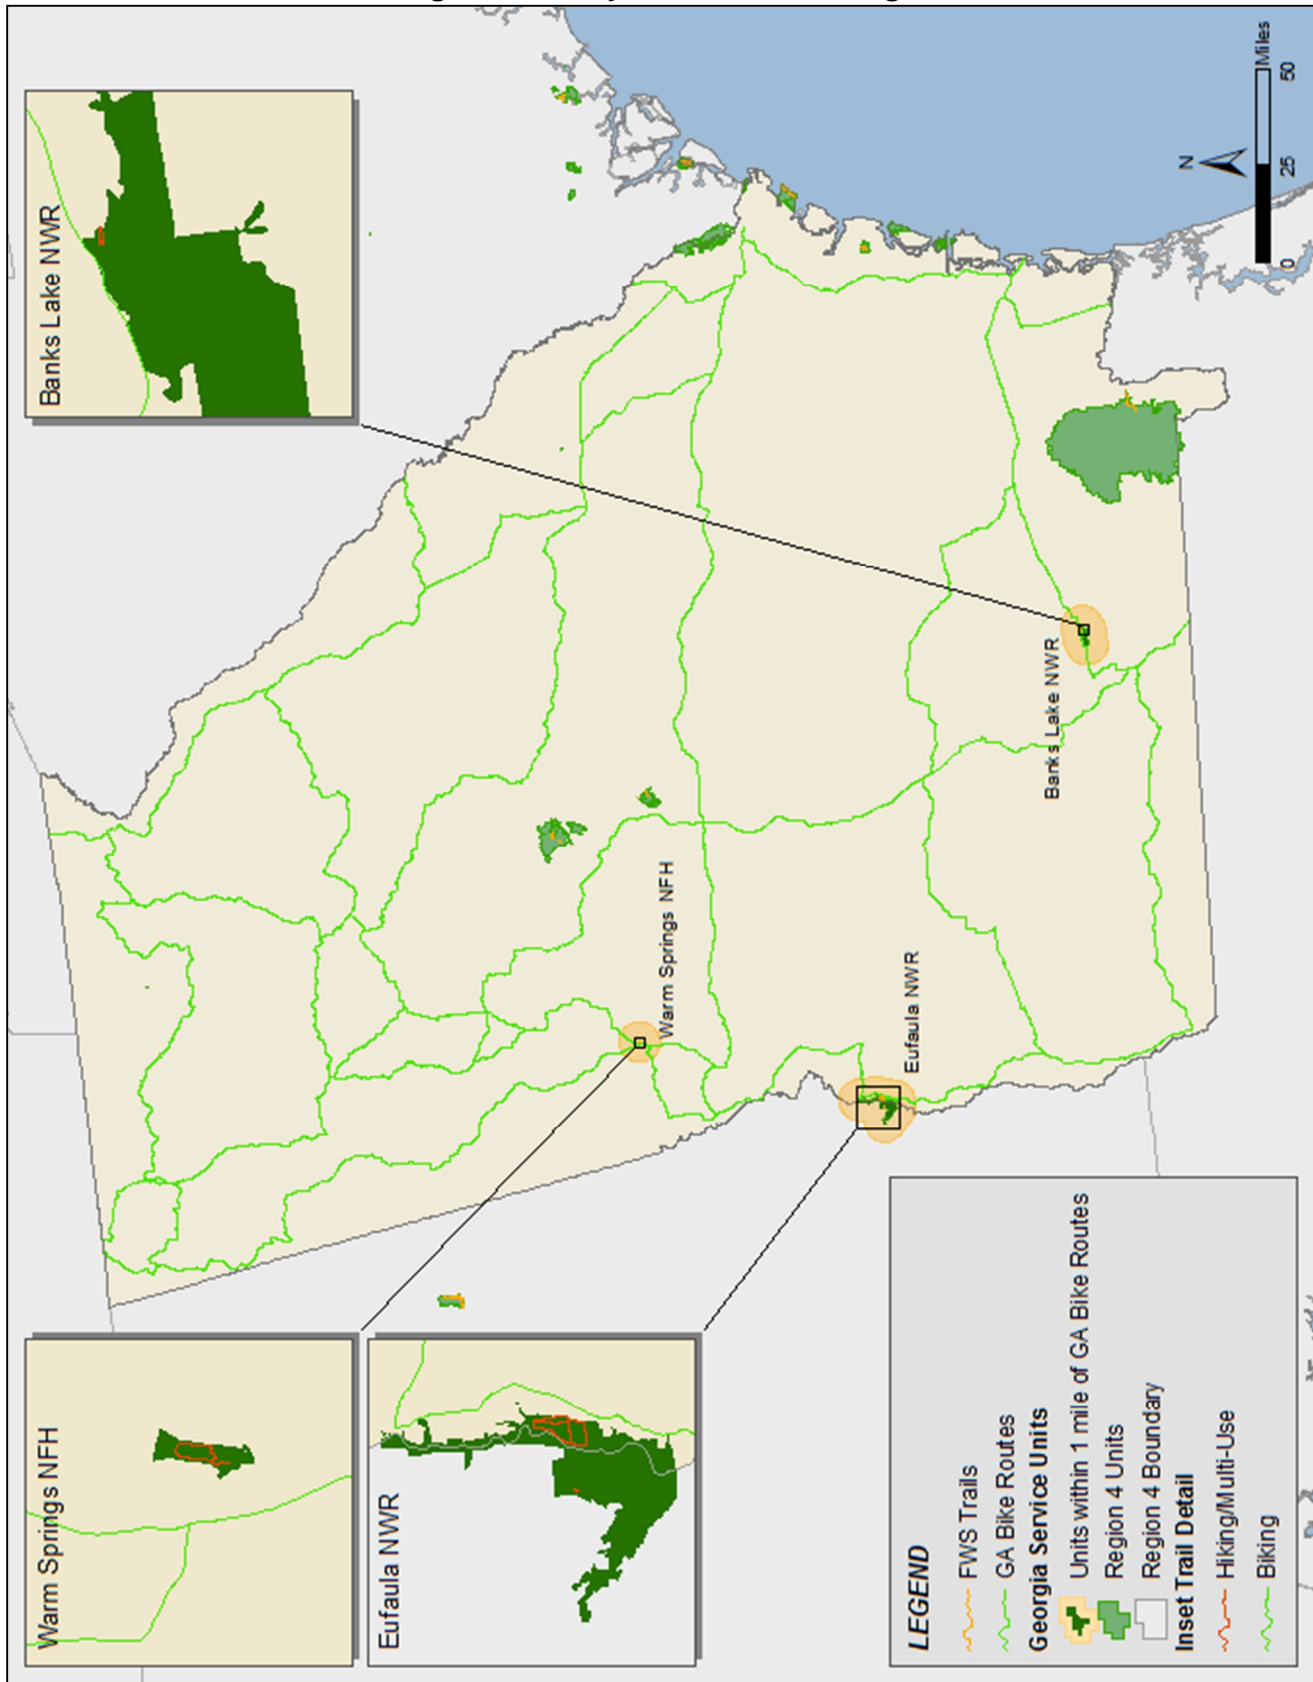 Warm Springs NFH
Eufaula NWR
Banks Lake NWR
Warm Springs NFH
Eufaula NWR
Banks Lake NWR
LEGEND
FWS Trails
GA Bike Routes
Georgia Service Units
Units within 1 mile of GA Bike Routes
Region 4 Units
Region 4 Boundary
Inset Trail Detail
Hiking/Multi-Use
Biking
N
0 25 50 Miles